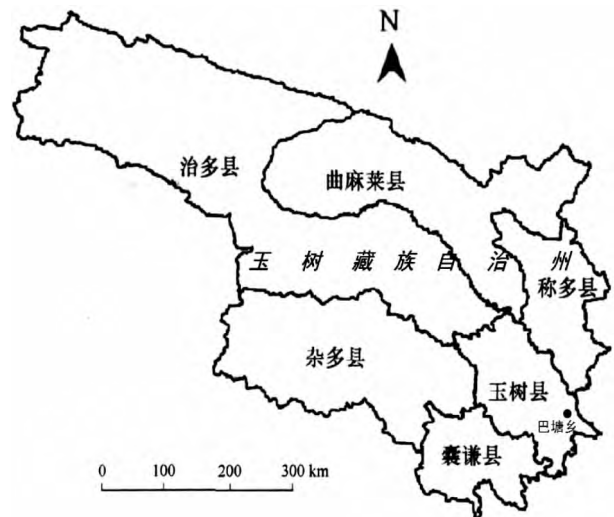 N
治多县
曲麻莱县
玉树藏族自治州
称多县
杂多县
玉树县
巴塘乡
囊谦县
0 100 200 300 km